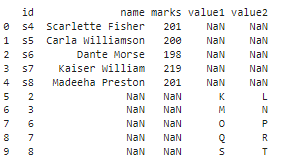 id name marks value1 value2
0 s4 Scarlette Fisher 201 NaN NaN
1 s5 Carla Williamson 200 NaN NaN
2 s6 Dante Morse 198 NaN NaN
3 s7 Kaiser William 219 NaN NaN
4 s8 Madeeha Preston 201 NaN NaN
5 2 NaN NaN K L
6 3 NaN NaN M N
7 6 NaN NaN O P
8 7 NaN NaN Q R
9 8 NaN NaN S T